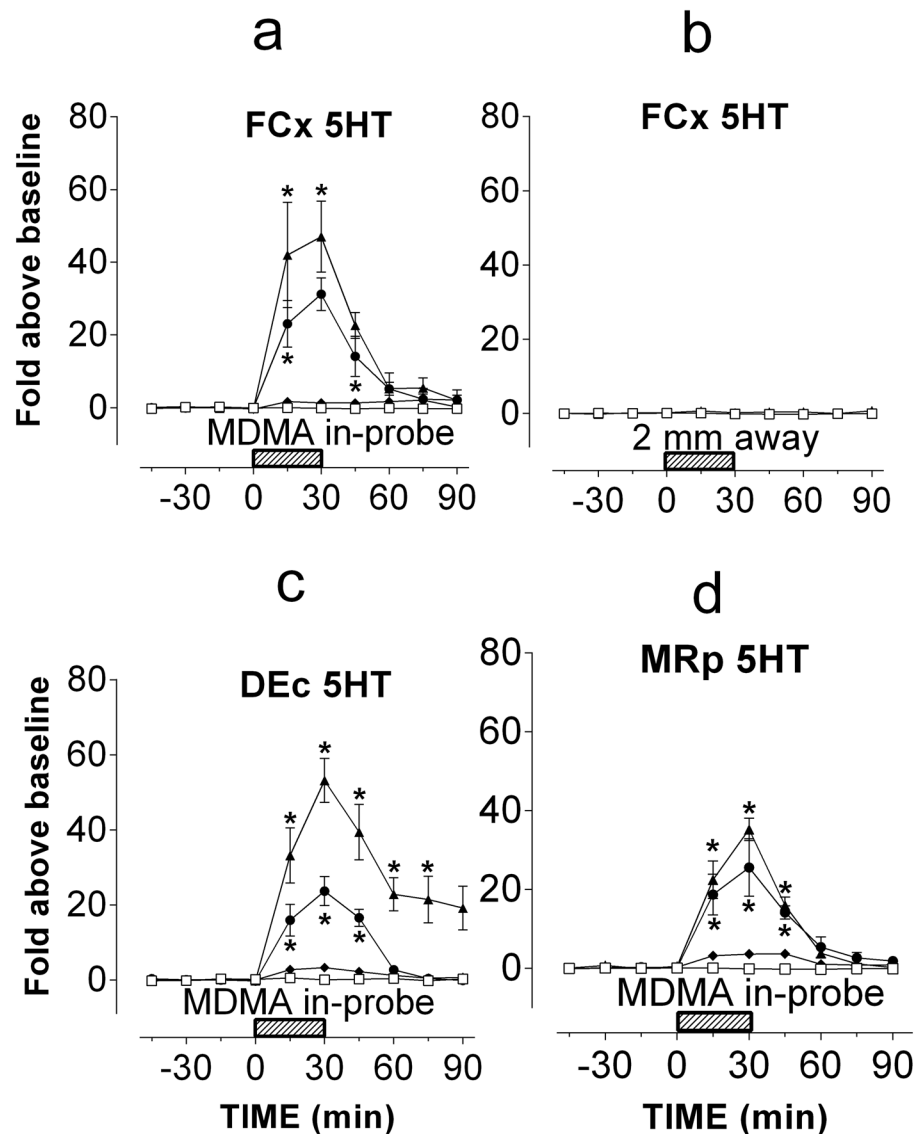 a
FCx 5HT
Fold above baseline
80
60
40
20
0
* *
*
*
MDMA in-probe
-30 0 30 60 90
b
FCx 5HT
80
60
40
20
0
2 mm away
-30 0 30 60 90
c
DEc 5HT
Fold above baseline
80
60
40
20
0
*
* *
* *
* * *
MDMA in-probe
-30 0 30 60 90
TIME (min)
d
MRp 5HT
80
60
40
20
0
*
* *
* * *
MDMA in-probe
-30 0 30 60 90
TIME (min)